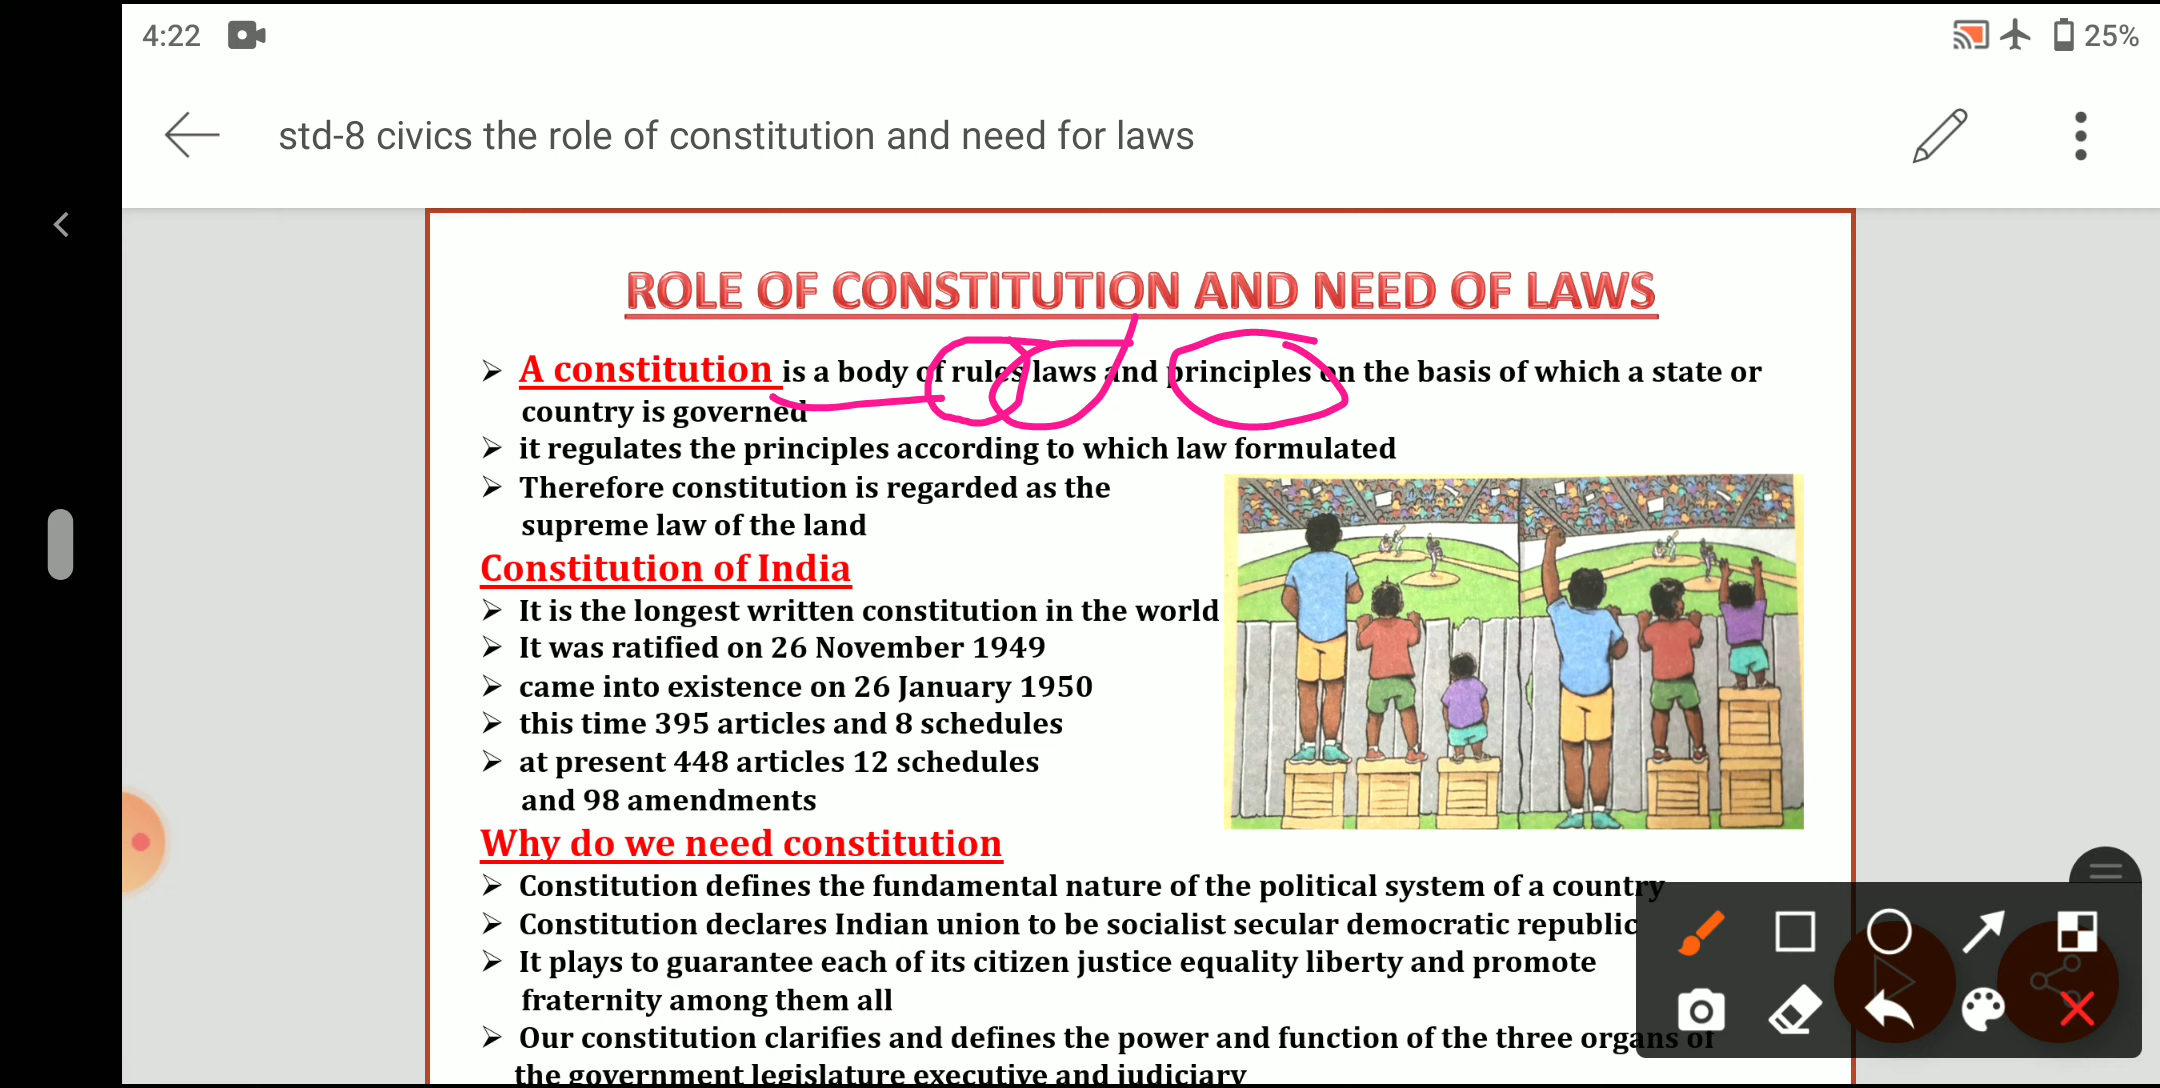 4:22
25%
std-8 civics the role of constitution and need for laws
ROLE OF CONSTITUTION AND NEED OF LAWS
➢ A constitution is a body of rules laws and principles on the basis of which a state or
country is governed
➢ it regulates the principles according to which law formulated
➢ Therefore constitution is regarded as the
supreme law of the land
Constitution of India
➢ It is the longest written constitution in the world
➢ It was ratified on 26 November 1949
➢ came into existence on 26 January 1950
➢ this time 395 articles and 8 schedules
➢ at present 448 articles 12 schedules
and 98 amendments
Why do we need constitution
➢ Constitution defines the fundamental nature of the political system of a country
➢ Constitution declares Indian union to be socialist secular democratic republic
➢ It plays to guarantee each of its citizen justice equality liberty and promote
fraternity among them all
➢ Our constitution clarifies and defines the power and function of the three organs of
the government legislature executive and judiciary